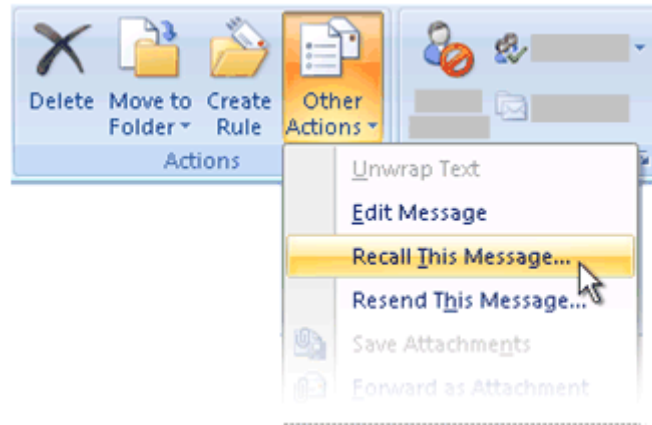 Delete Move to Create Other
Folder Rule Actions
Actions
Unwrap Text
Edit Message
Recall This Message...
Resend This Message...
Save Attachments
Forward as Attachment